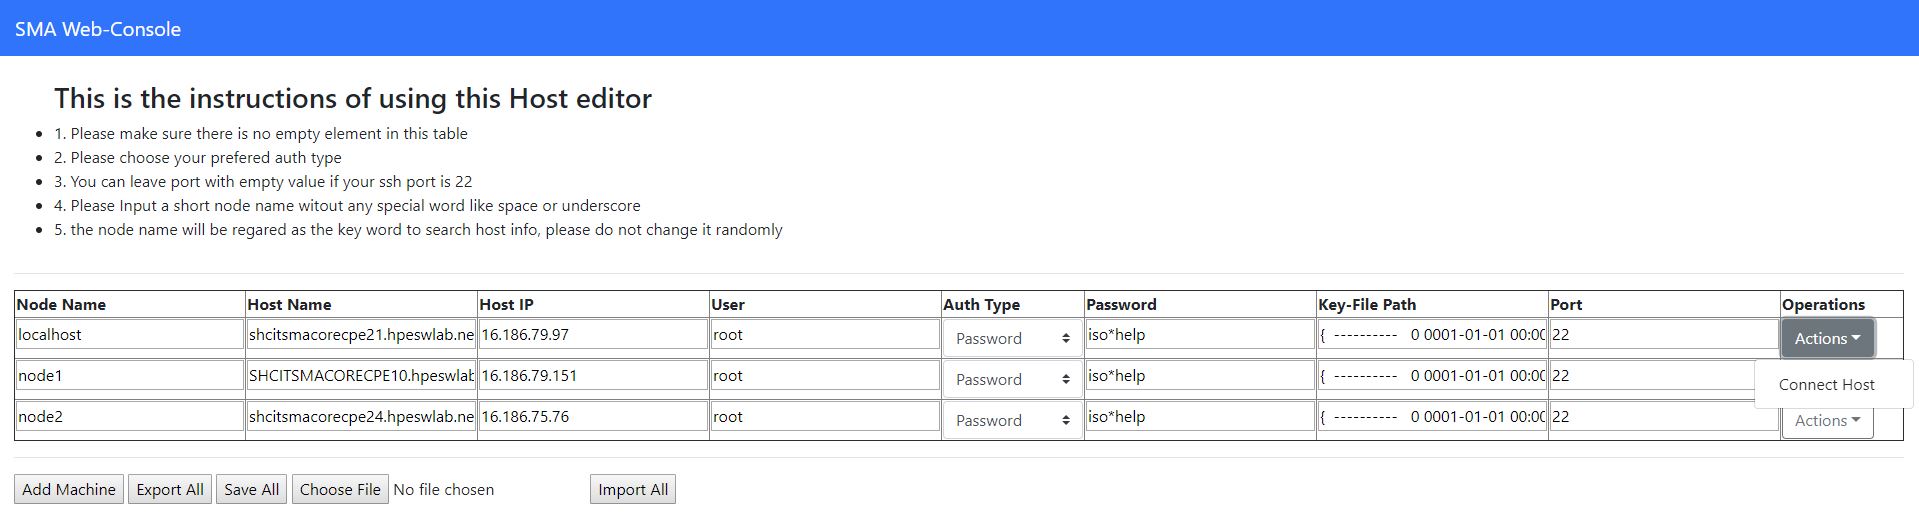 SMA Web-Console
This is the instructions of using this Host editor
1. Please make sure there is no empty element in this table
2. Please choose your prefered auth type
3. You can leave port with empty value if your ssh port is 22
4. Please Input a short node name witout any special word like space or underscore
5. the node name will be regared as the key word to search host info, please do not change it randomly
Node Name Host Name Host IP User Auth Type Password Key-File Path Port Operations
localhost shcitsmacorecpe21.hpeswlab.ne 16.186.79.97 root Password iso*help { ---------- 0 0001-01-01 00:00 22 Actions
node1 SHCITSMACORECPE10.hpeswlab 16.186.79.151 root Password iso*help { ---------- 0 0001-01-01 00:00 22 Connect Host
node2 shcitsmacorecpe24.hpeswlab.ne 16.186.75.76 root Password iso*help { ---------- 0 0001-01-01 00:00 22 Actions
Add Machine Export All Save All Choose File No file chosen Import All